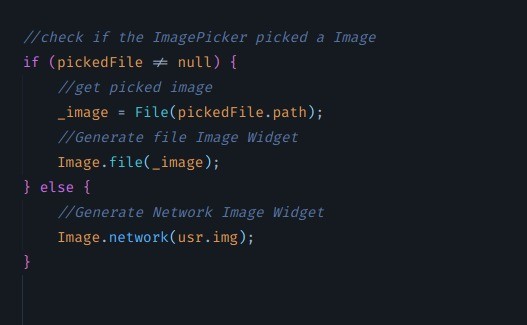 //check if the ImagePicker picked a Image
if (pickedFile != null) {
//get picked image
_image = File(pickedFile.path);
//Generate file Image Widget
Image.file(_image);
} else {
//Generate Network Image Widget
Image.network(usr.img);
}